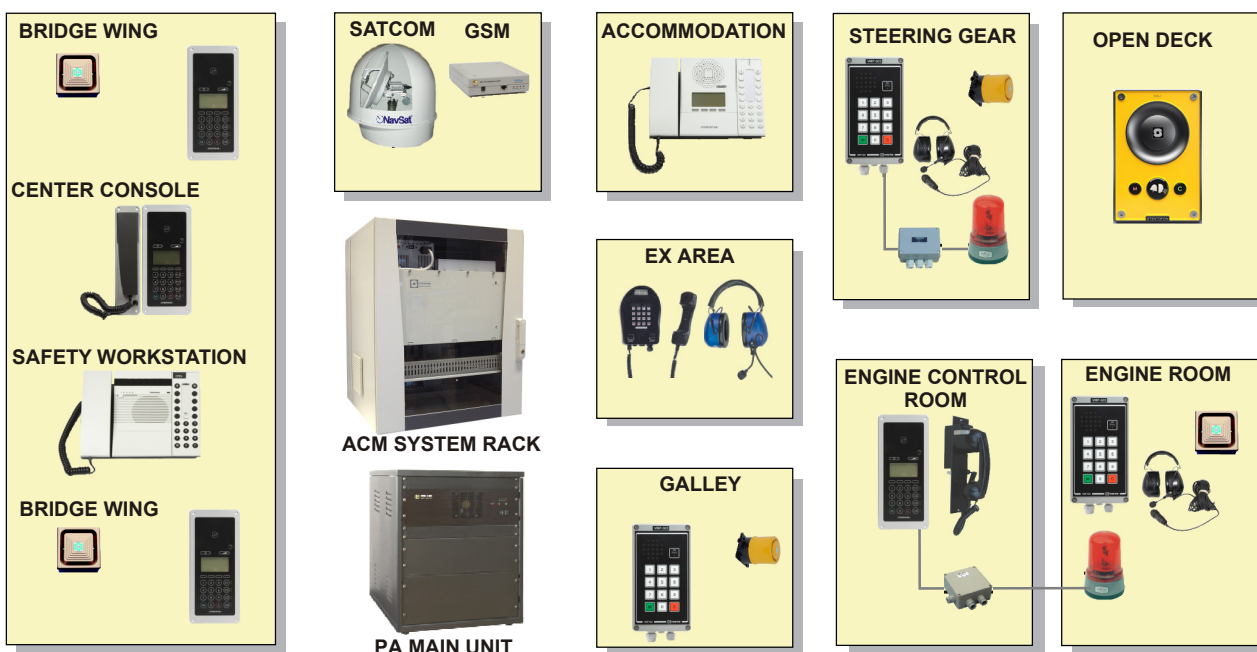 BRIDGE WING
CENTER CONSOLE
SAFETY WORKSTATION
BRIDGE WING
SATCOM
GSM
NavSat
ACM SYSTEM RACK
PA MAIN UNIT
ACCOMMODATION
EX AREA
GALLEY
STEERING GEAR
OPEN DECK
ENGINE CONTROL
ROOM
ENGINE ROOM